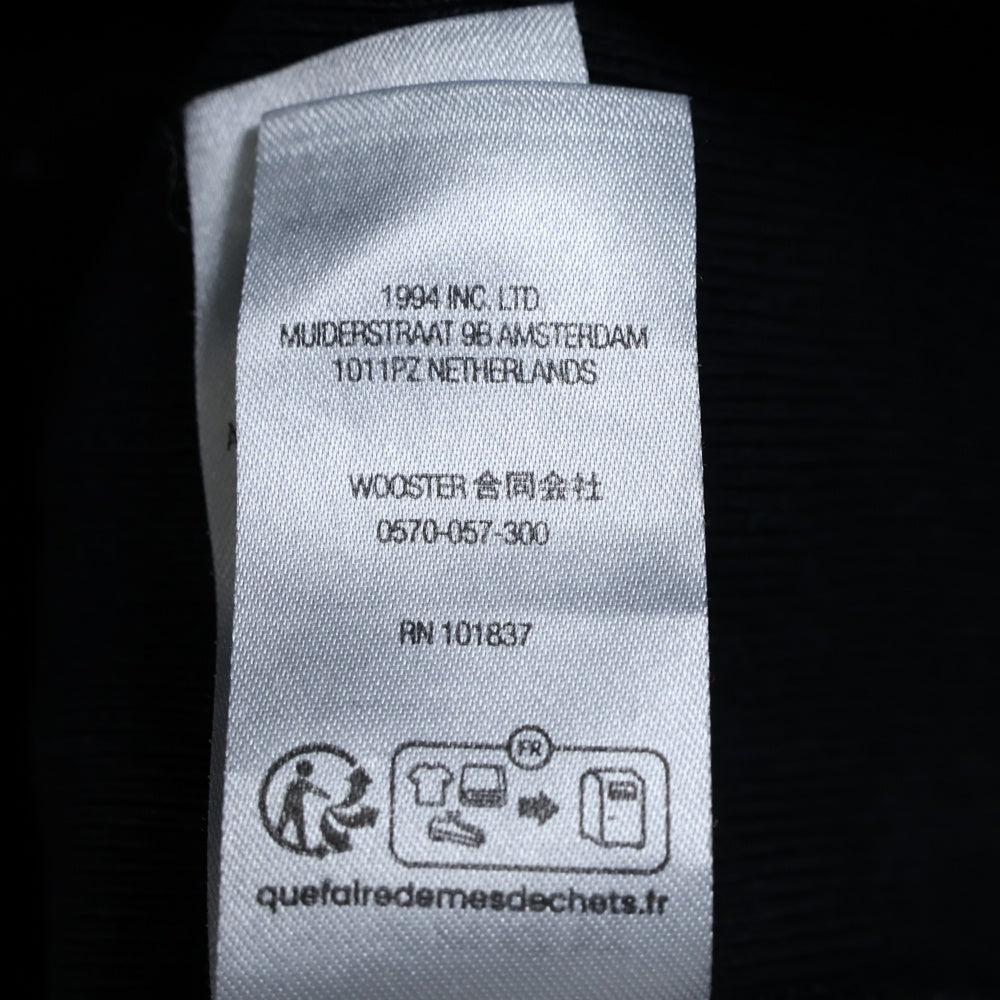 1994 INC. LTD
MUIDERSTRAAT 9B AMSTERDAM
1011PZ NETHERLANDS
WOOSTER 合同会社
0570-057-300
RN 101837
FR
quefairedemesdechets.fr